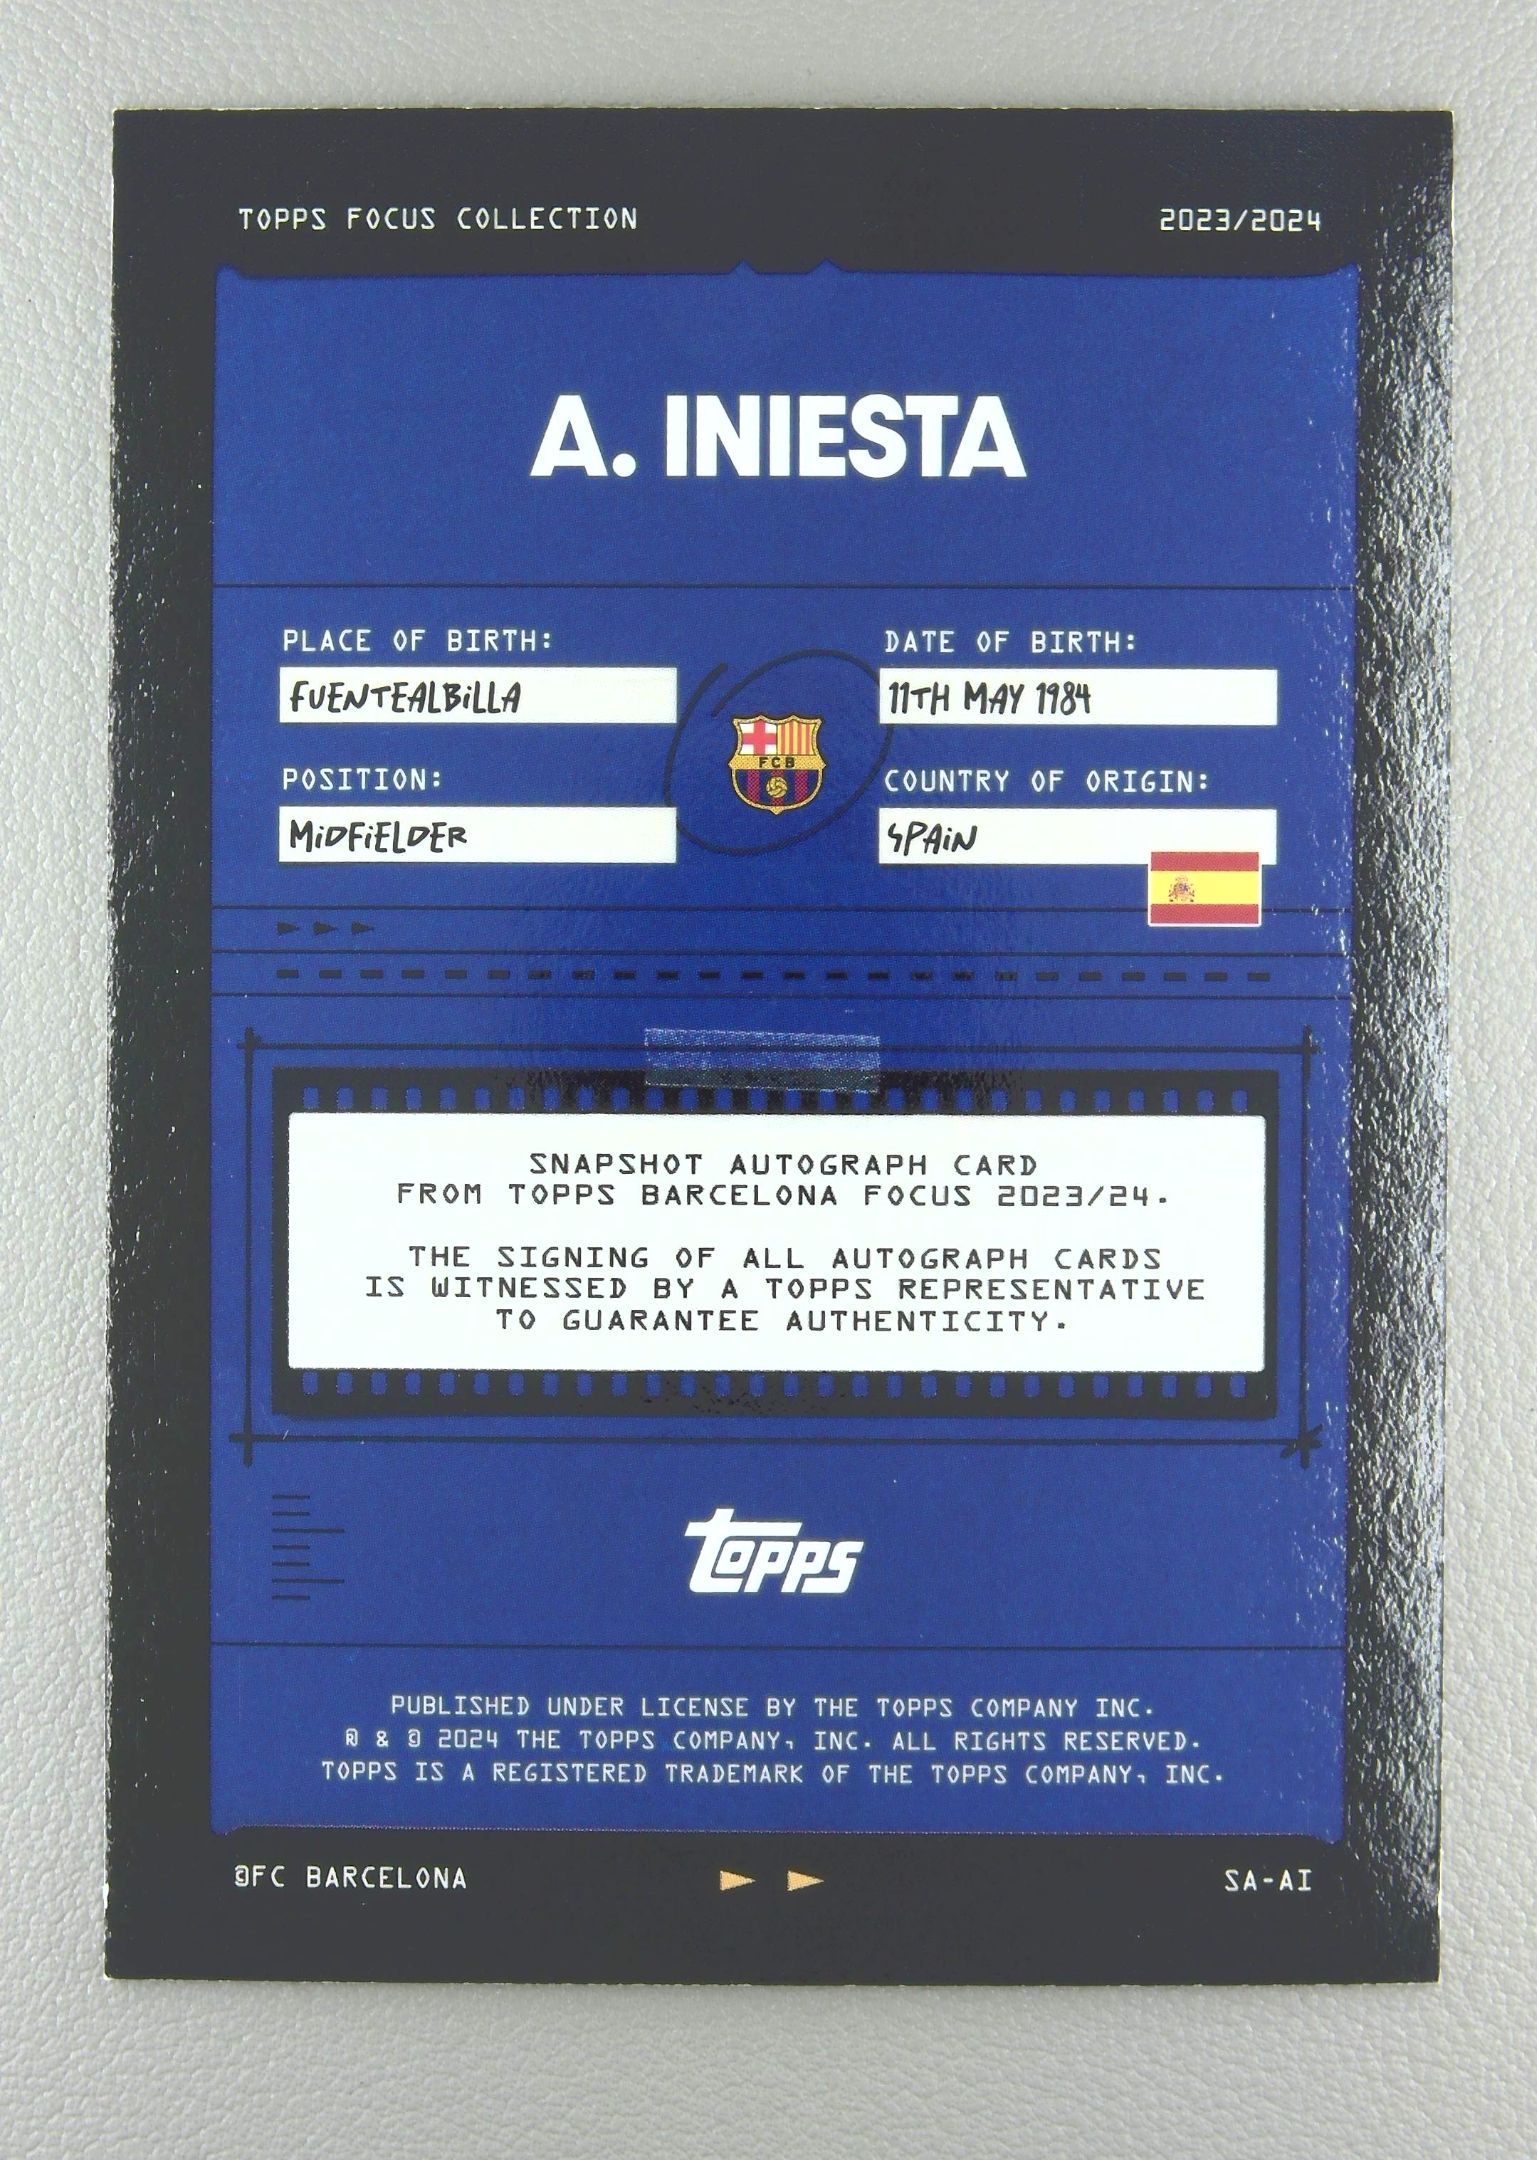 TOPPS FOCUS COLLECTION 2023/2024
A. INIESTA
PLACE OF BIRTH: DATE OF BIRTH:
FUENTEALBiLLA 11TH MAY 1984
FCB
POSITION: COUNTRY OF ORIGIN:
MiDFiELDER SPAiN
SNAPSHOT AUTOGRAPH CARD
FROM TOPPS BARCELONA FOCUS 2023/24.
THE SIGNING OF ALL AUTOGRAPH CARDS
IS WITNESSED BY A TOPPS REPRESENTATIVE
TO GUARANTEE AUTHENTICITY.
topps
PUBLISHED UNDER LICENSE BY THE TOPPS COMPANY INC.
® & © 2024 THE TOPPS COMPANY, INC. ALL RIGHTS RESERVED.
TOPPS IS A REGISTERED TRADEMARK OF THE TOPPS COMPANY, INC.
©FC BARCELONA SA-AI